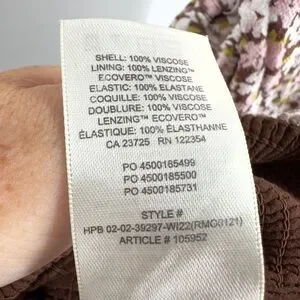 SHELL: 100% VISCOSE
LINING: 100% LENZING™
ECOVERO™ VISCOSE
ELASTIC: 100% ELASTANE
COQUILLE: 100% VISCOSE
DOUBLURE: 100% VISCOSE
LENZING™ ECOVERO™
ÉLASTIQUE: 100% ÉLASTHANNE
CA 23725 RN 122354
PO 4500185499
PO 4500185500
PO 4500185731
STYLE #
HPB 02-02-39297-WI22(RMG0121)
ARTICLE # 105952